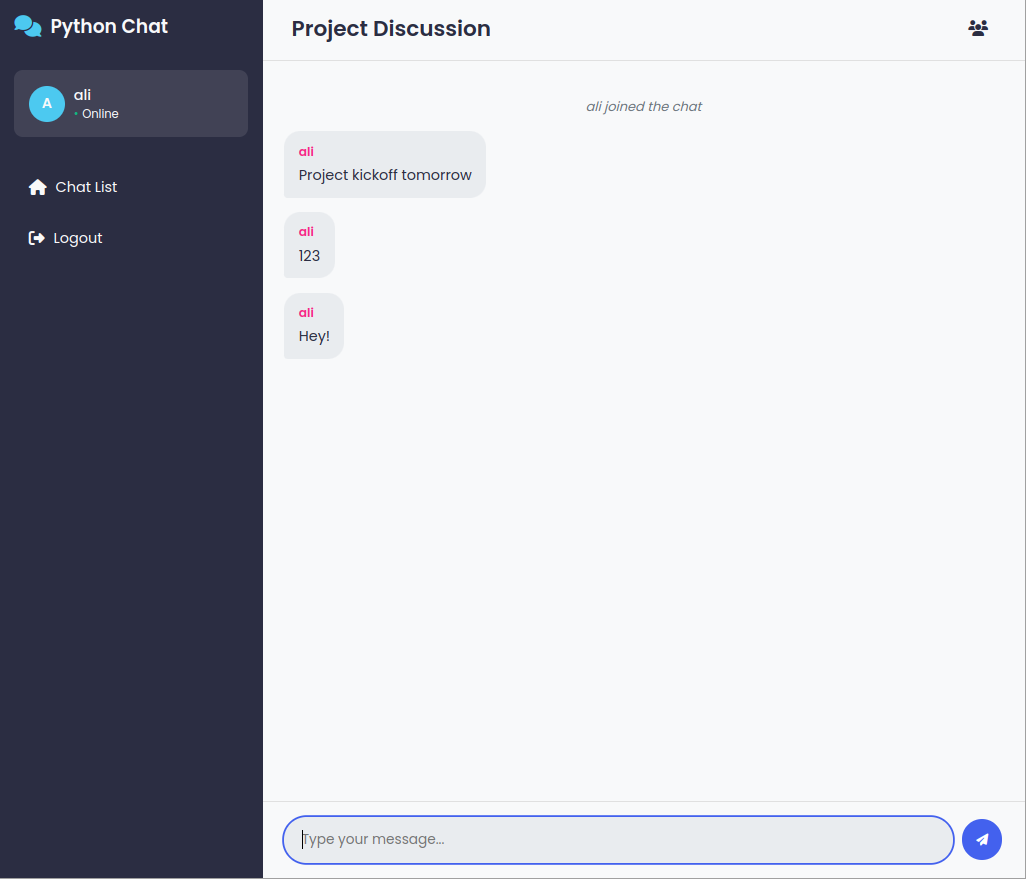 Python Chat
A
ali
• Online
Chat List
Logout
Project Discussion
ali joined the chat
ali
Project kickoff tomorrow
ali
123
ali
Hey!
Type your message...